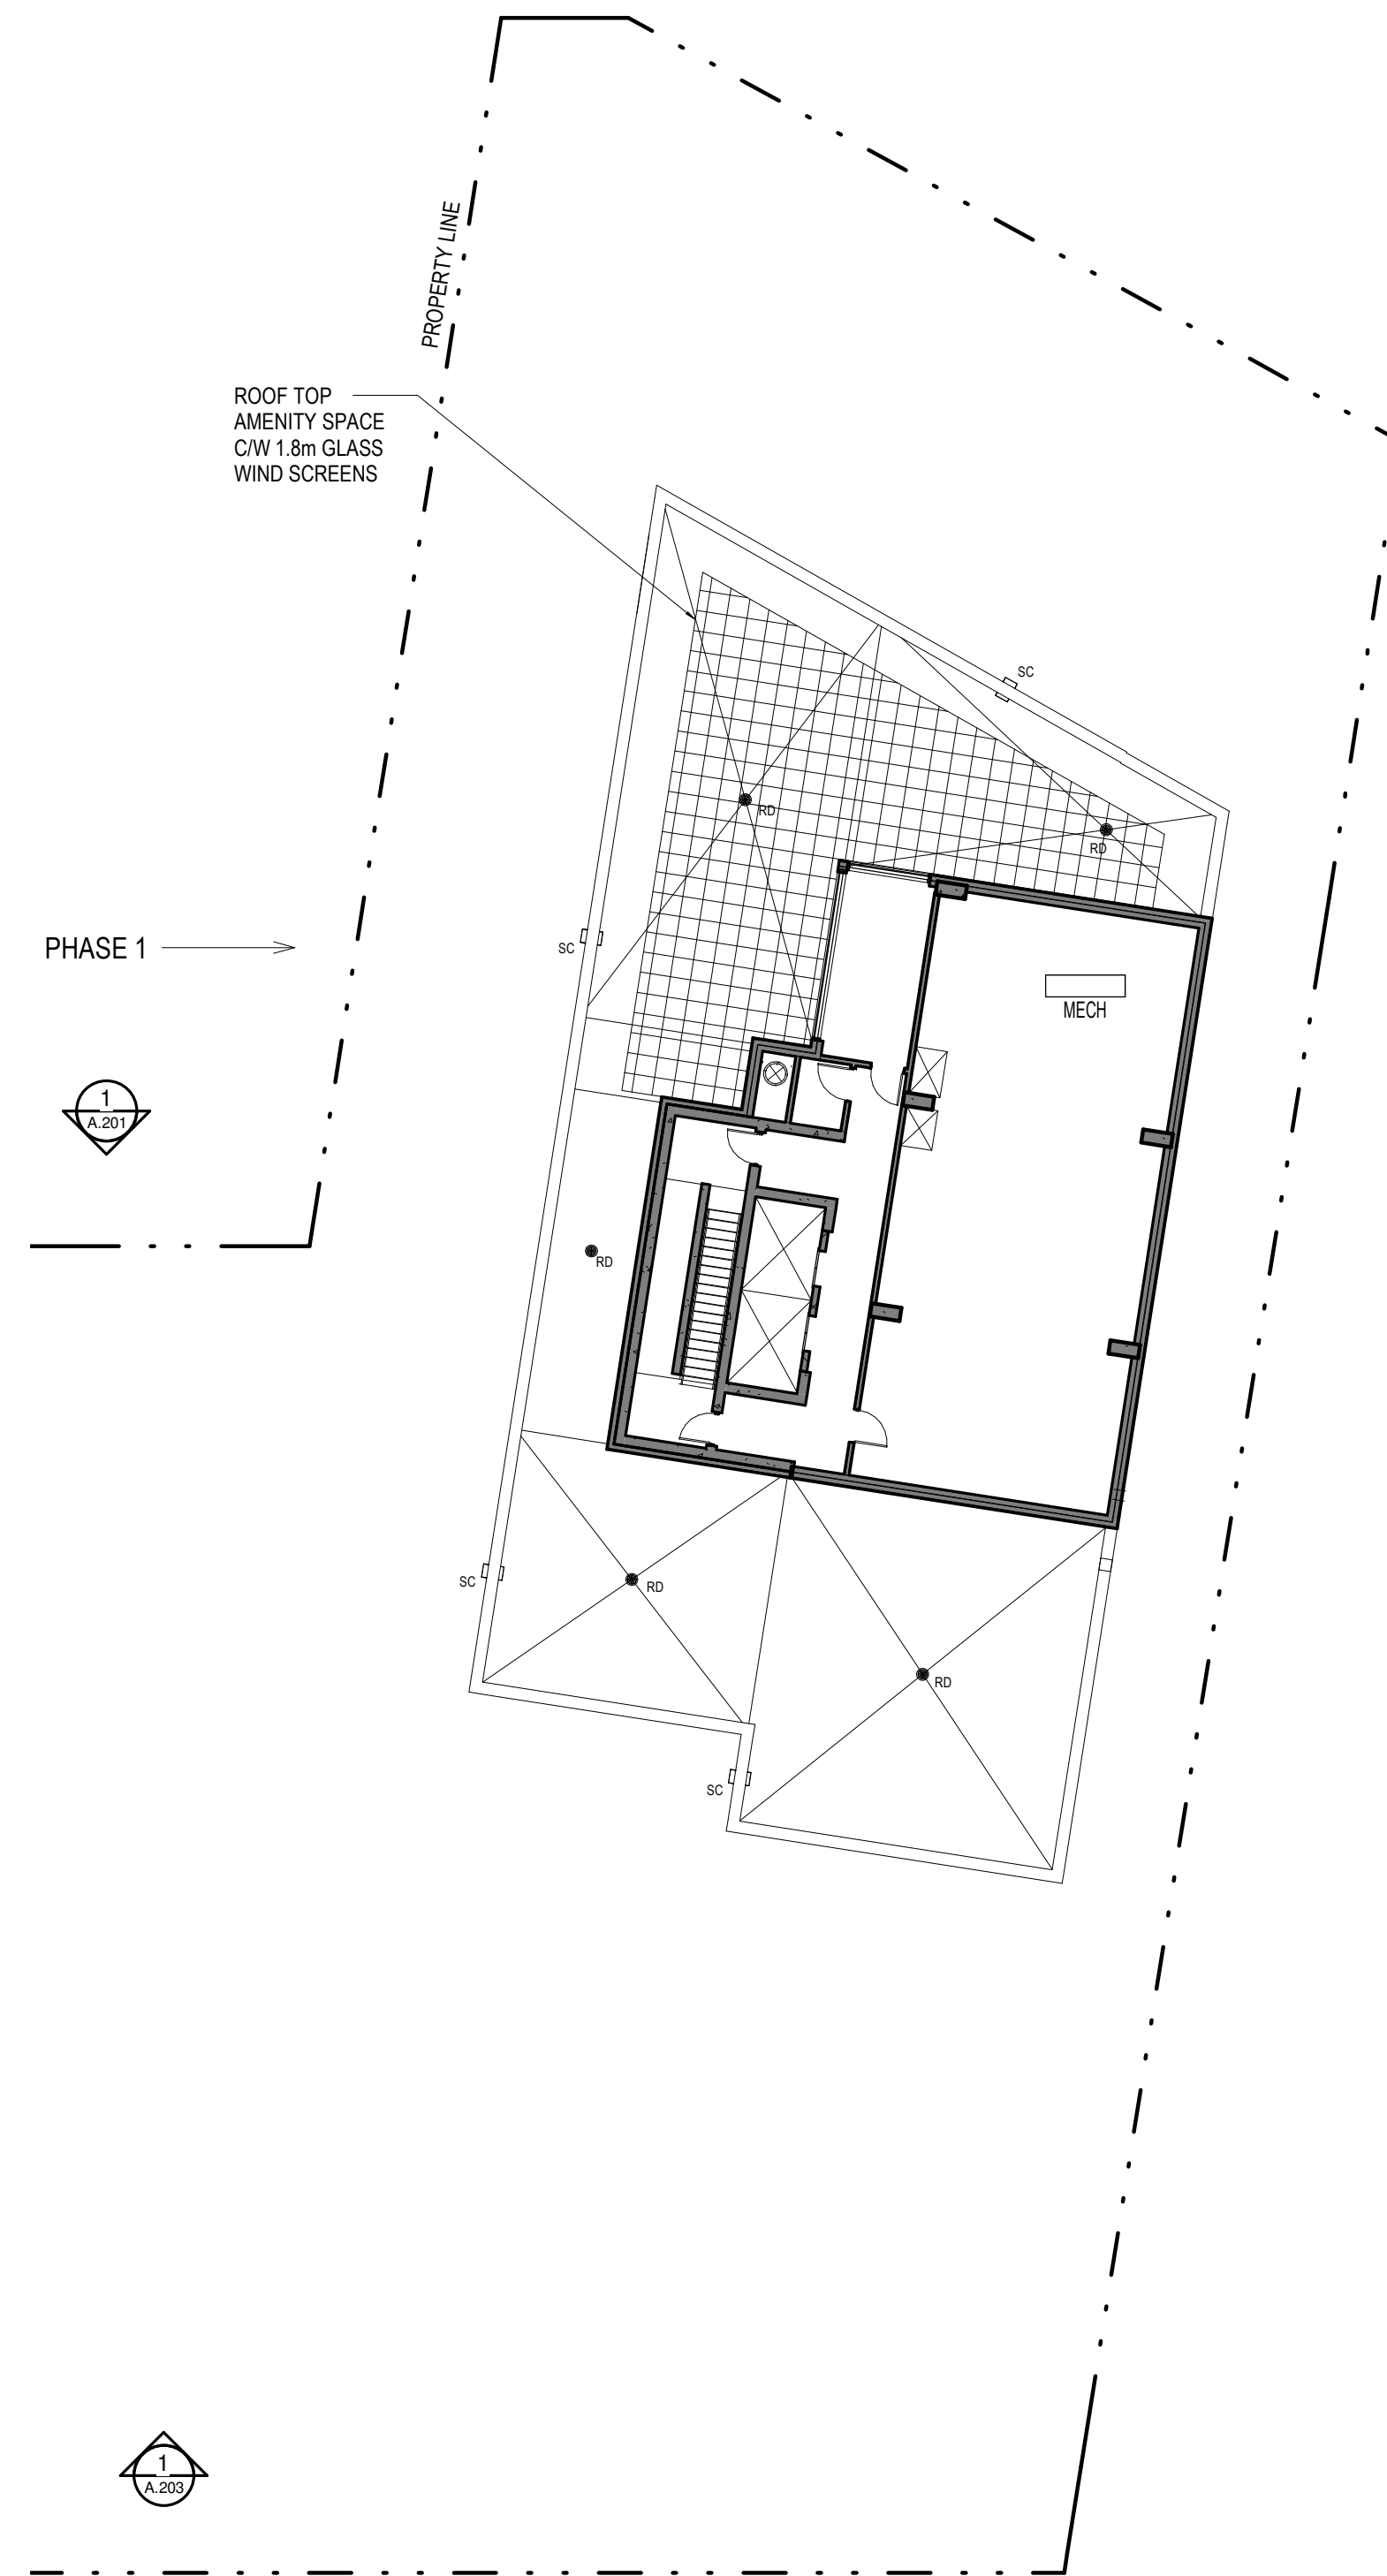 PROPERTY LINE
ROOF TOP
AMENITY SPACE
C/W 1.8m GLASS
WIND SCREENS
SC
RD
RD
SC
PHASE 1
MECH
1
A.201
RD
SC
RD
RD
SC
1
A.203